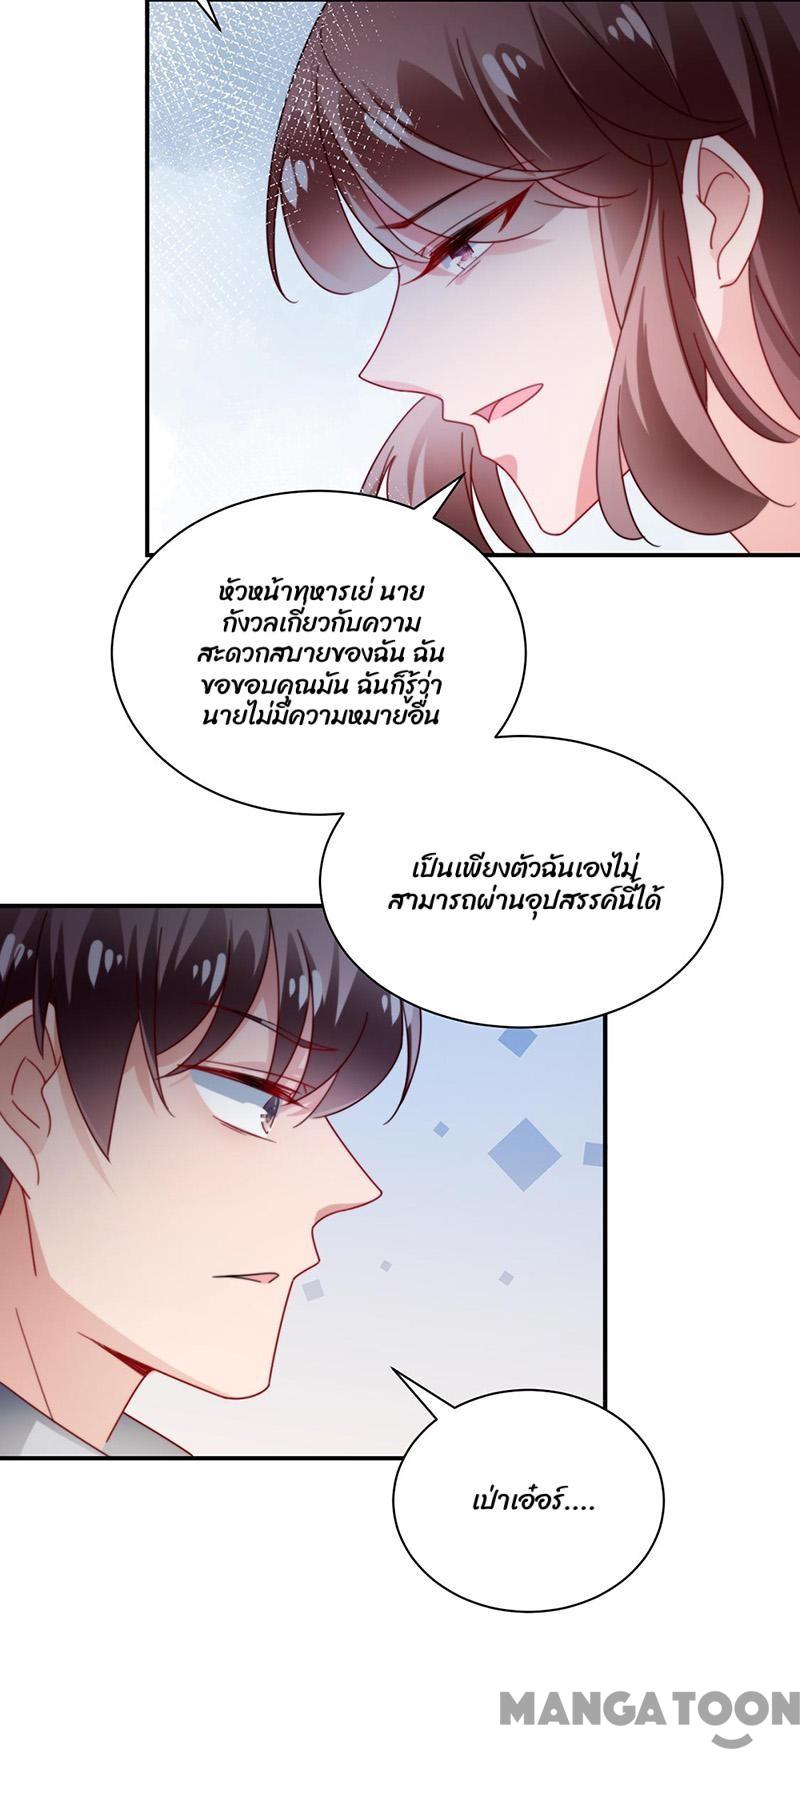 หัวหน้าทหารเย่ นาย
กังวลเกี่ยวกับความ
สะดวกสบายของฉัน ฉัน
ขอขอบคุณมัน ฉันก็รู้ว่า
นายไม่มีความหมายอื่น
เป็นเพียงตัวฉันเองไม่
สามารถผ่านอุปสรรค์นี้ได้
เป่าเอ๋อร์....
MANGATOON